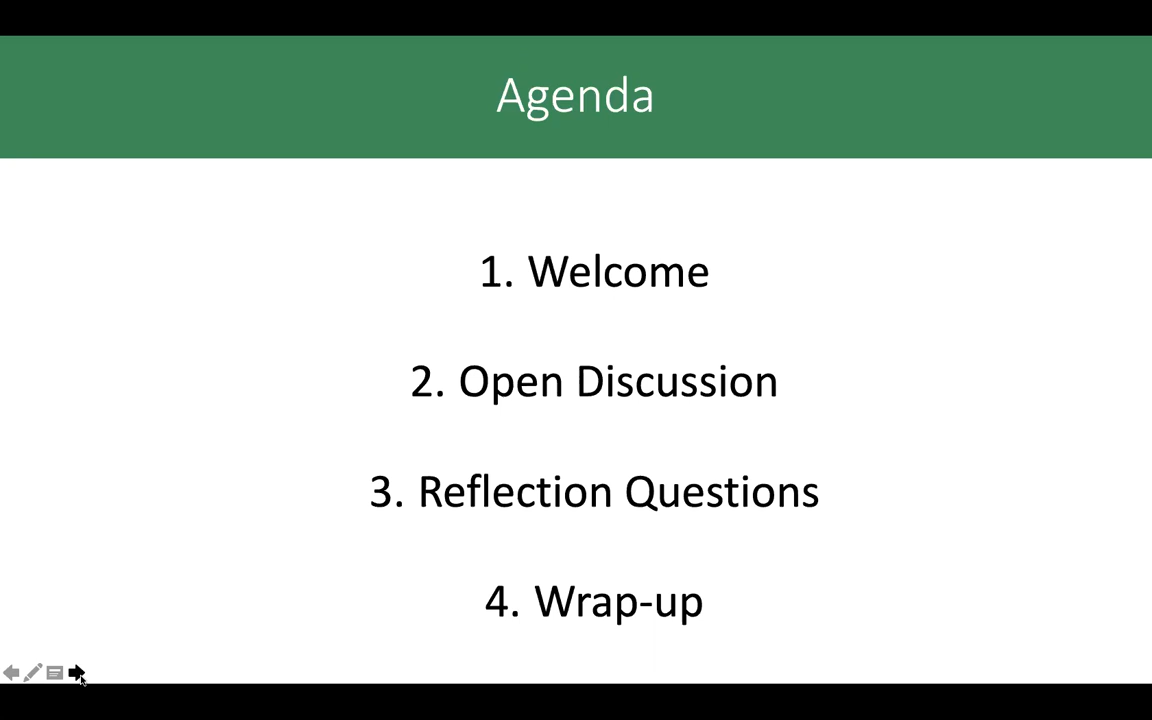 Agenda
1. Welcome
2. Open Discussion
3. Reflection Questions
4. Wrap-up